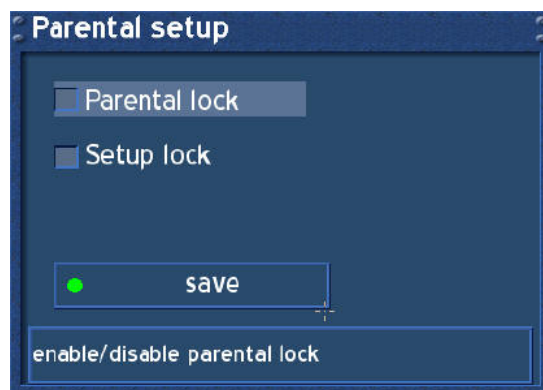 Parental setup
Parental lock
Setup lock
save
enable/disable parental lock